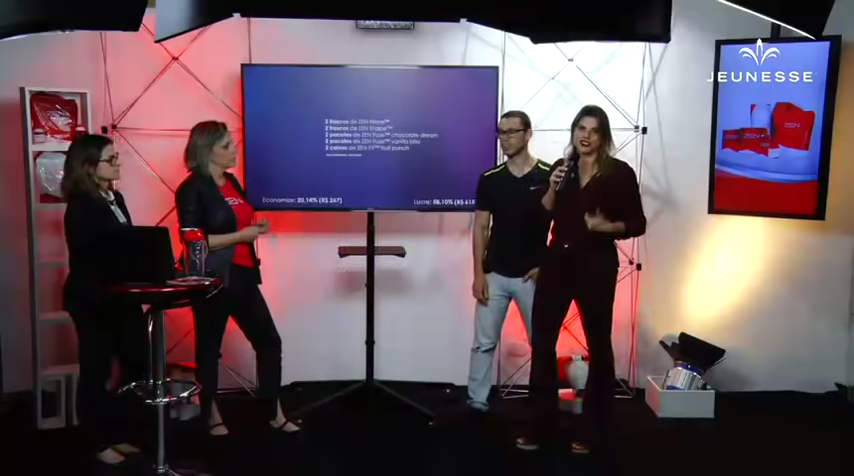 JEUNESSE
2 frascos de ZEN Prime™
2 frascos de ZEN Shape™
2 pacotes de ZEN Fuze™ chocolate dream
2 pacotes de ZEN Fuze™ vanilla bliss
2 caixas de ZEN Fit™ fruit punch
Economize: 20,14% (R$ 267)
Lucro: 58,10% (R$